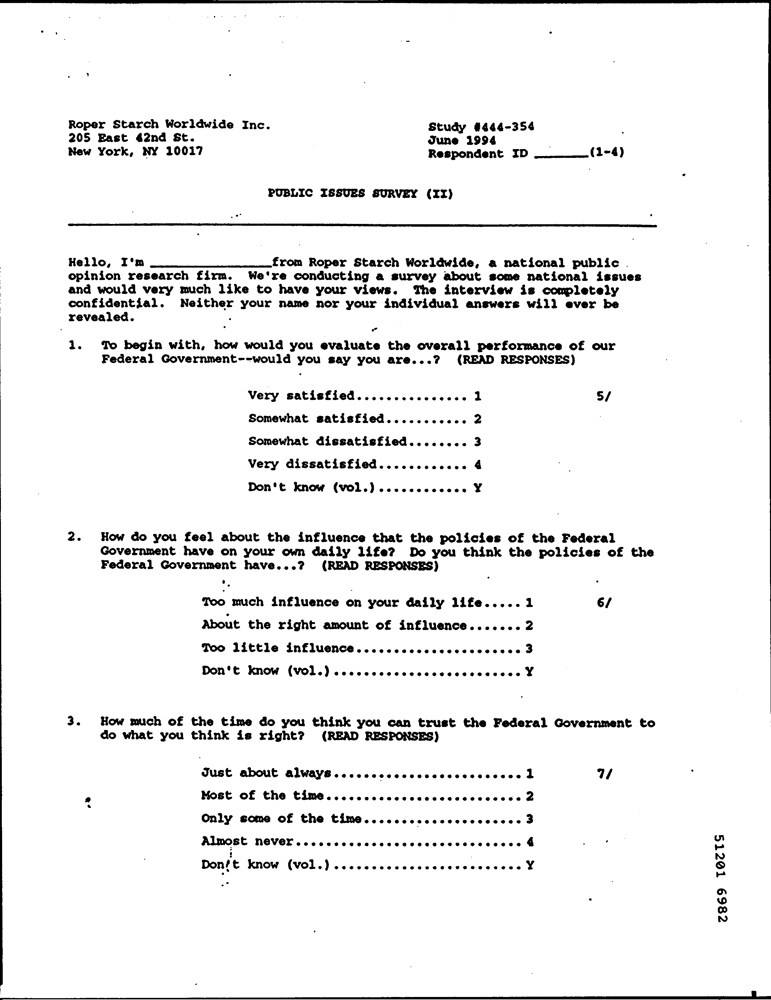 Roper Starch Worldwide Inc.
205 East 42nd St.
New York, NY 10017
Study #444-354
June 1994
Respondent ID _______(1-4)
PUBLIC ISSUES SURVEY (II)
Hello, I'm ________________from Roper Starch Worldwide, a national public
opinion research firm. We're conducting a survey about some national issues
and would very much like to have your views. The interview is completely
confidential. Neither your name nor your individual answers will ever be
revealed.
1. To begin with, how would you evaluate the overall performance of our
Federal Government--would you say you are...? (READ RESPONSES)
Very satisfied............... 1 5/
Somewhat satisfied........... 2
Somewhat dissatisfied........ 3
Very dissatisfied............ 4
Don't know (vol.)............ Y
2. How do you feel about the influence that the policies of the Federal
Government have on your own daily life? Do you think the policies of the
Federal Government have...? (READ RESPONSES)
Too much influence on your daily life..... 1 6/
About the right amount of influence....... 2
Too little influence...................... 3
Don't know (vol.)......................... Y
3. How much of the time do you think you can trust the Federal Government to
do what you think is right? (READ RESPONSES)
Just about always......................... 1 7/
Most of the time.......................... 2
Only some of the time..................... 3
Almost never.............................. 4
Don't know (vol.)......................... Y
51201 6982